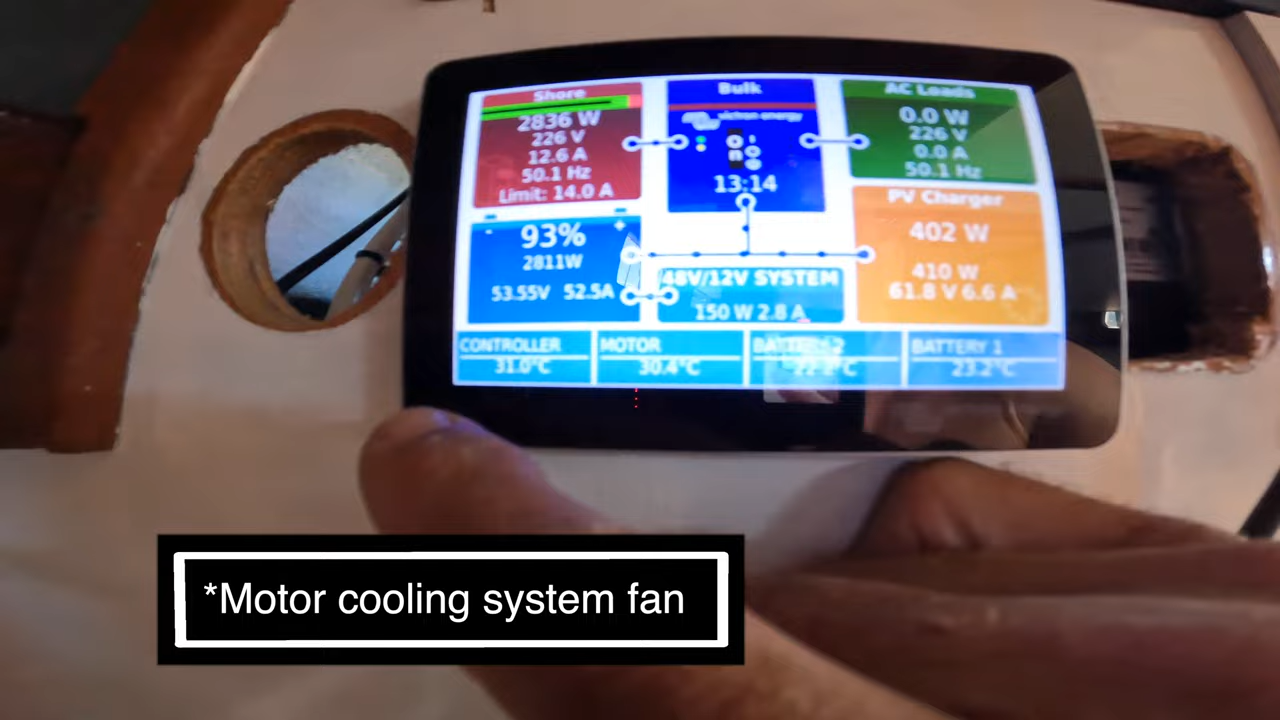 Shore
2836 W
226 V
12.6 A
50.1 Hz
Limit: 14.0 A
Bulk
victron energy
13:14
AC Loads
0.0 W
226 V
0.0 A
50.1 Hz
93%
2811W
53.55V 52.5A
48V/12V SYSTEM
150 W 2.8 A
PV Charger
402 W
410 W
61.8 V 6.6 A
CONTROLLER
31.0°C
MOTOR
30.4°C
BATTERY 2
BATTERY 1
23.2°C
*Motor cooling system fan